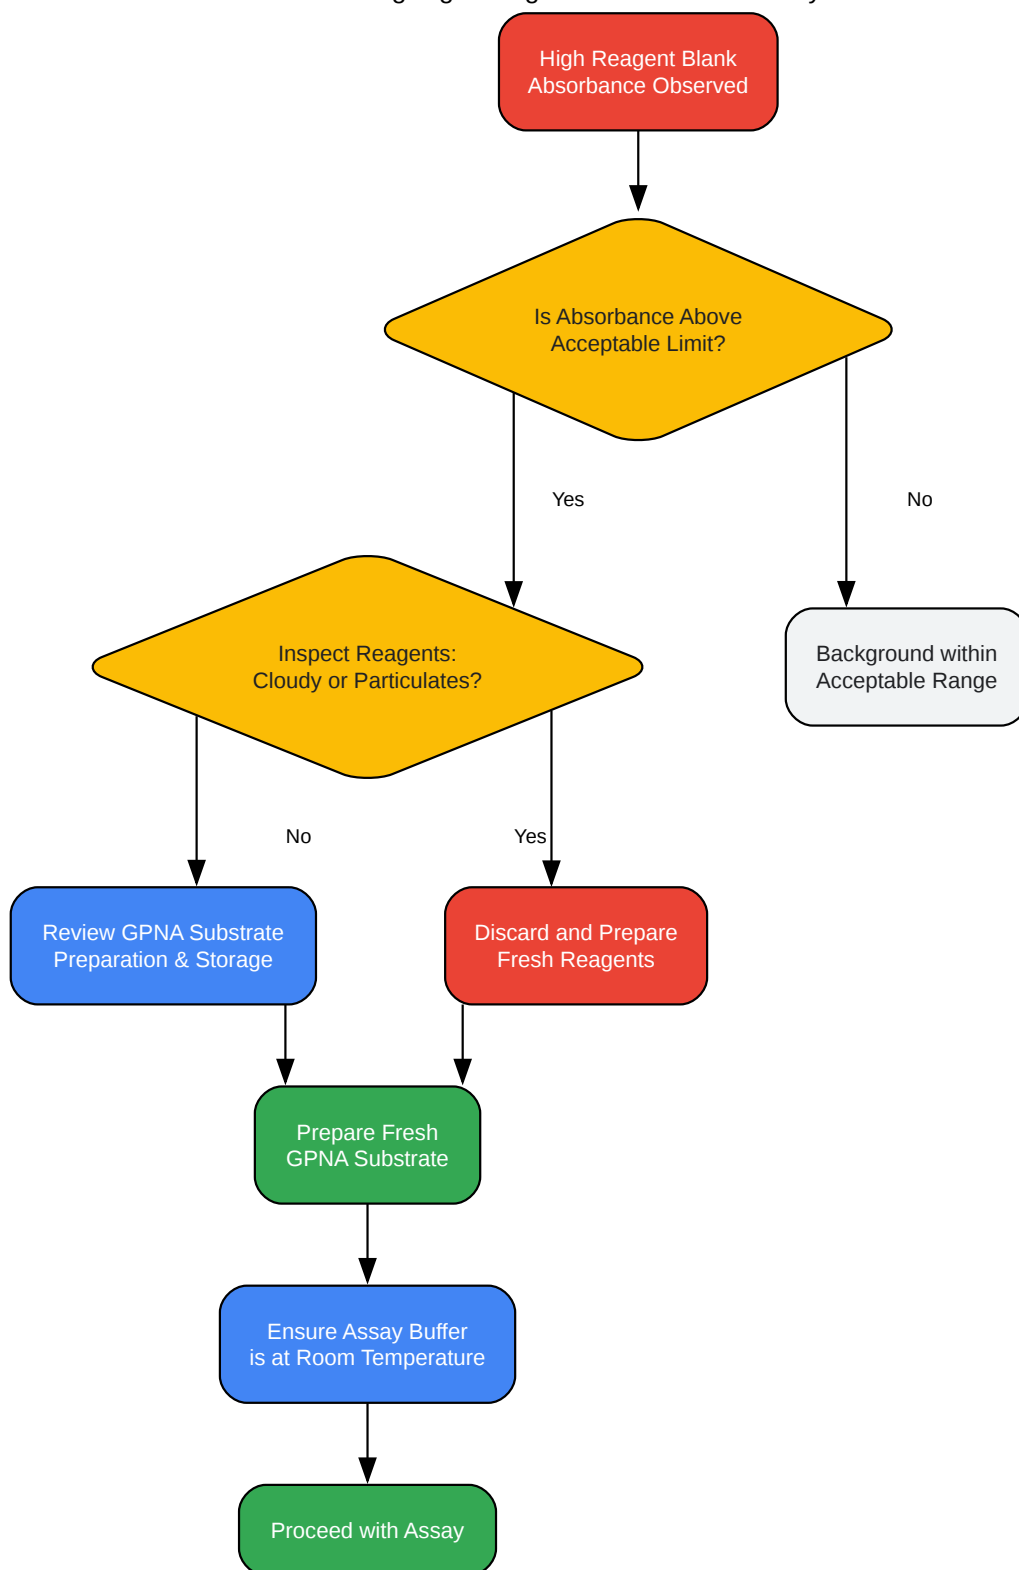 High Reagent Blank
Absorbance Observed
Is Absorbance Above
Acceptable Limit?
Yes
No
Inspect Reagents:
Cloudy or Particulates?
Background within
Acceptable Range
No
Yes
Review GPNA Substrate
Preparation & Storage
Discard and Prepare
Fresh Reagents
Prepare Fresh
GPNA Substrate
Ensure Assay Buffer
is at Room Temperature
Proceed with Assay